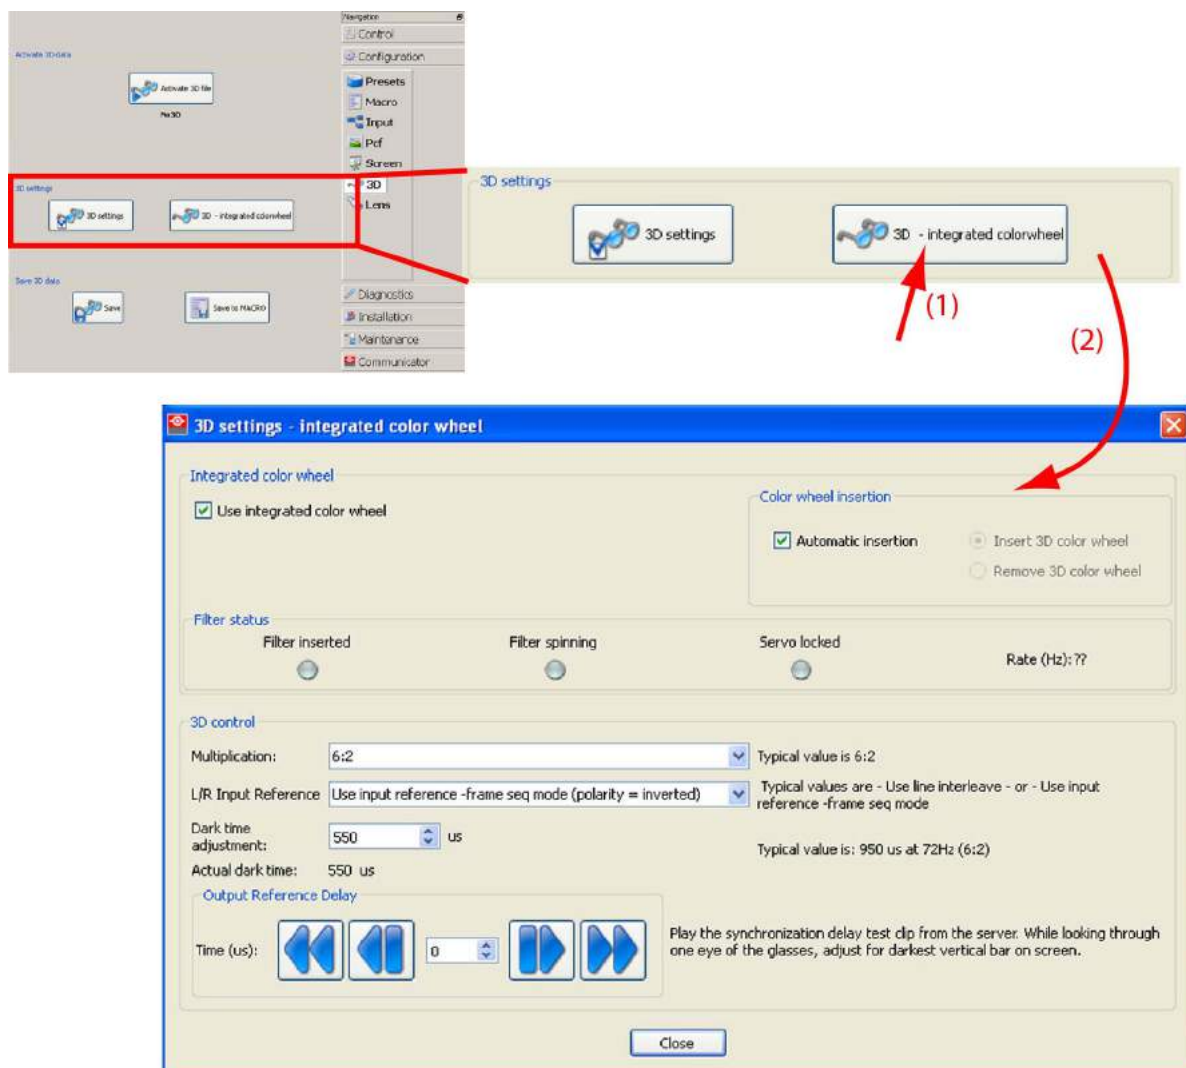 Navigation
Control
Activate 3D data
Configuration
Activate 3D file
No 3D
Presets
Macro
Input
Pcf
Screen
3D
Lens
3D settings
3D settings
3D - integrated colorwheel
Save 3D data
Save
Save to MACRO
Diagnostics
Installation
Maintenance
Communicator
3D settings
3D settings
3D - integrated colorwheel
(1)
(2)
3D settings - integrated color wheel
Integrated color wheel
Use integrated color wheel
Color wheel insertion
Automatic insertion
Insert 3D color wheel
Remove 3D color wheel
Filter status
Filter inserted
Filter spinning
Servo locked
Rate (Hz): ??
3D control
Multiplication: 6:2 Typical value is 6:2
L/R Input Reference Use input reference -frame seq mode (polarity = inverted) Typical values are - Use line interleave - or - Use input
reference -frame seq mode
Dark time
adjustment: 550 us
Typical value is: 950 us at 72Hz (6:2)
Actual dark time: 550 us
Output Reference Delay
Time (us): 0
Play the synchronization delay test clip from the server. While looking through
one eye of the glasses, adjust for darkest vertical bar on screen.
Close